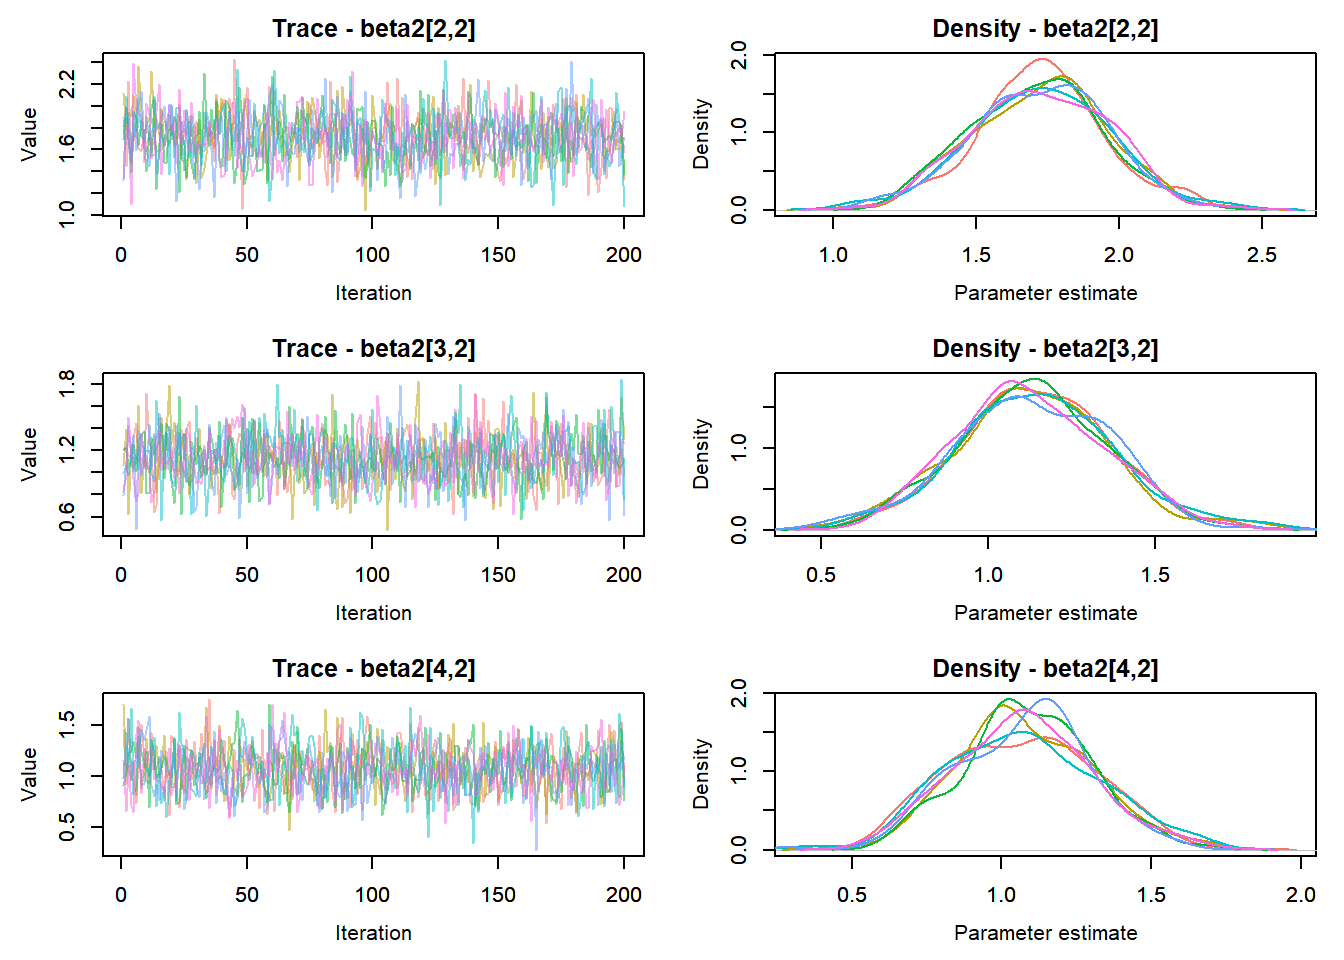 Trace - beta2[2,2]
Value
1.0 1.6 2.2
0 50 100 150 200
Iteration
Density - beta2[2,2]
Density
0.0 1.0 2.0
1.0 1.5 2.0 2.5
Parameter estimate
Trace - beta2[3,2]
Value
0.6 1.2 1.8
0 50 100 150 200
Iteration
Density - beta2[3,2]
Density
0.0 1.0
0.5 1.0 1.5
Parameter estimate
Trace - beta2[4,2]
Value
0.5 1.0 1.5
0 50 100 150 200
Iteration
Density - beta2[4,2]
Density
0.0 1.0 2.0
0.5 1.0 1.5 2.0
Parameter estimate